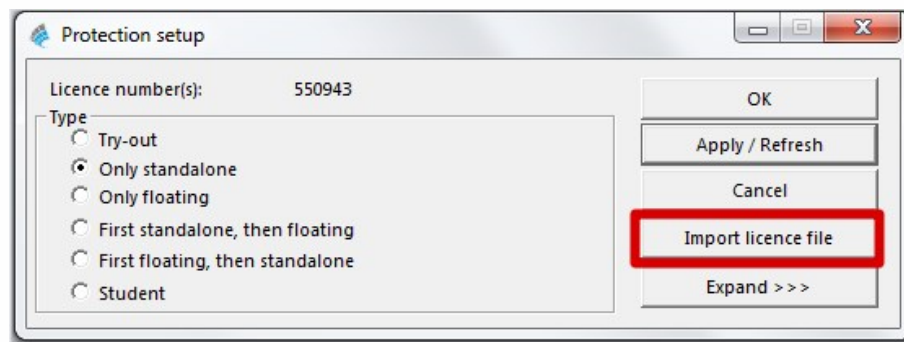 Protection setup
Licence number(s): 550943
Type
Try-out
Only standalone
Only floating
First standalone, then floating
First floating, then standalone
Student
OK
Apply / Refresh
Cancel
Import licence file
Expand >>>